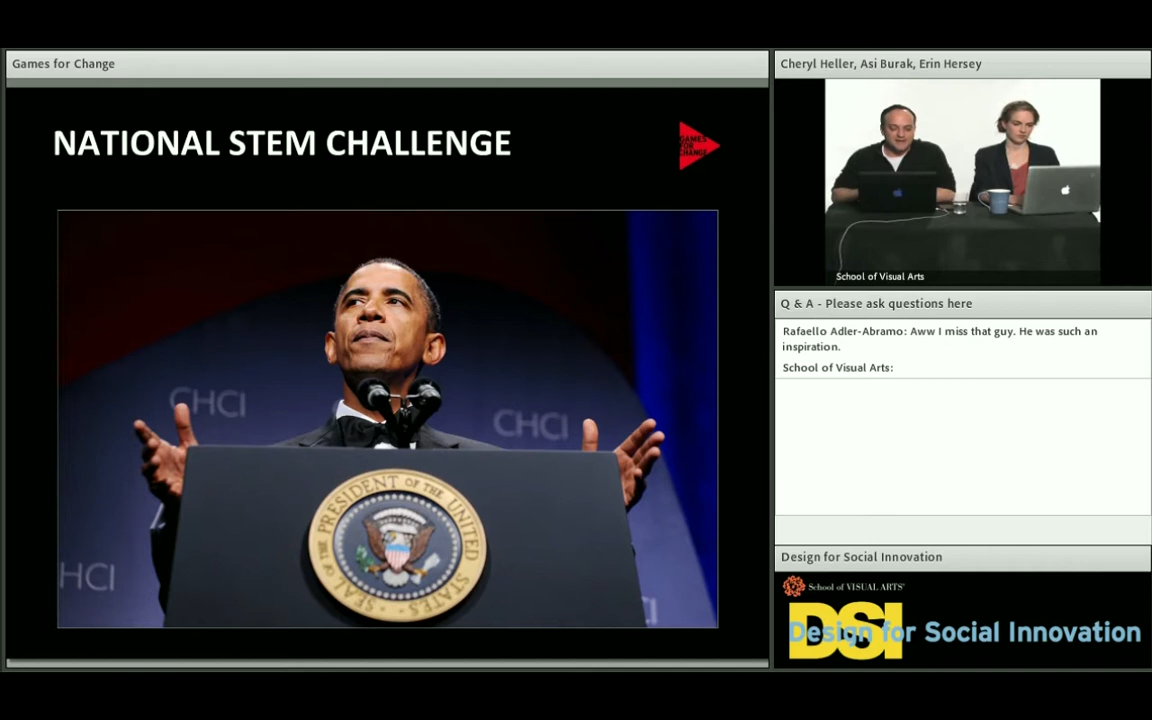 Games for Change
NATIONAL STEM CHALLENGE
GAMES
FOR
CHANGE
CHCI
CHCI
HCI
SEAL OF THE PRESIDENT OF THE UNITED STATES
Cheryl Heller, Asi Burak, Erin Hersey
School of Visual Arts
Q & A - Please ask questions here
Rafaello Adler-Abramo: Aww I miss that guy. He was such an
inspiration.
School of Visual Arts:
Design for Social Innovation
School of VISUAL ARTS
DSI
Design for Social Innovation